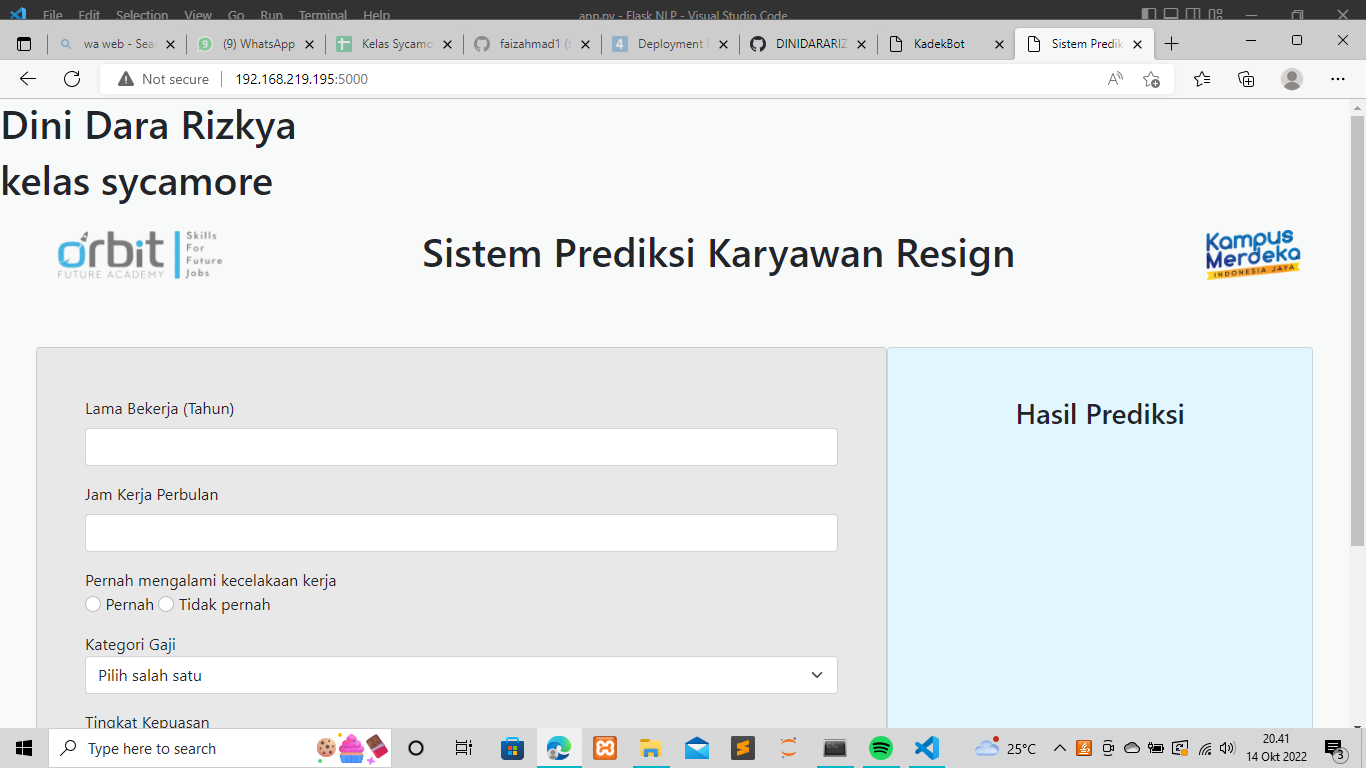 File Edit Selection View Go Run Terminal Help app.py - Flask NLP - Visual Studio Code
wa web - Sea (9) WhatsApp Kelas Sycamo faizahmad1 (f Deployment DINIDARARIZ KadekBot Sistem Predik
Not secure 192.168.219.195:5000
Dini Dara Rizkya
kelas sycamore
orbit
FUTURE ACADEMY
Skills
For
Future
Jobs
Sistem Prediksi Karyawan Resign
Kampus
Merdeka
INDONESIA JAYA
Lama Bekerja (Tahun)
Hasil Prediksi
Jam Kerja Perbulan
Pernah mengalami kecelakaan kerja
Pernah Tidak pernah
Kategori Gaji
Pilih salah satu
Tingkat Kepuasan
Type here to search 25°C 20.41
14 Okt 2022 3